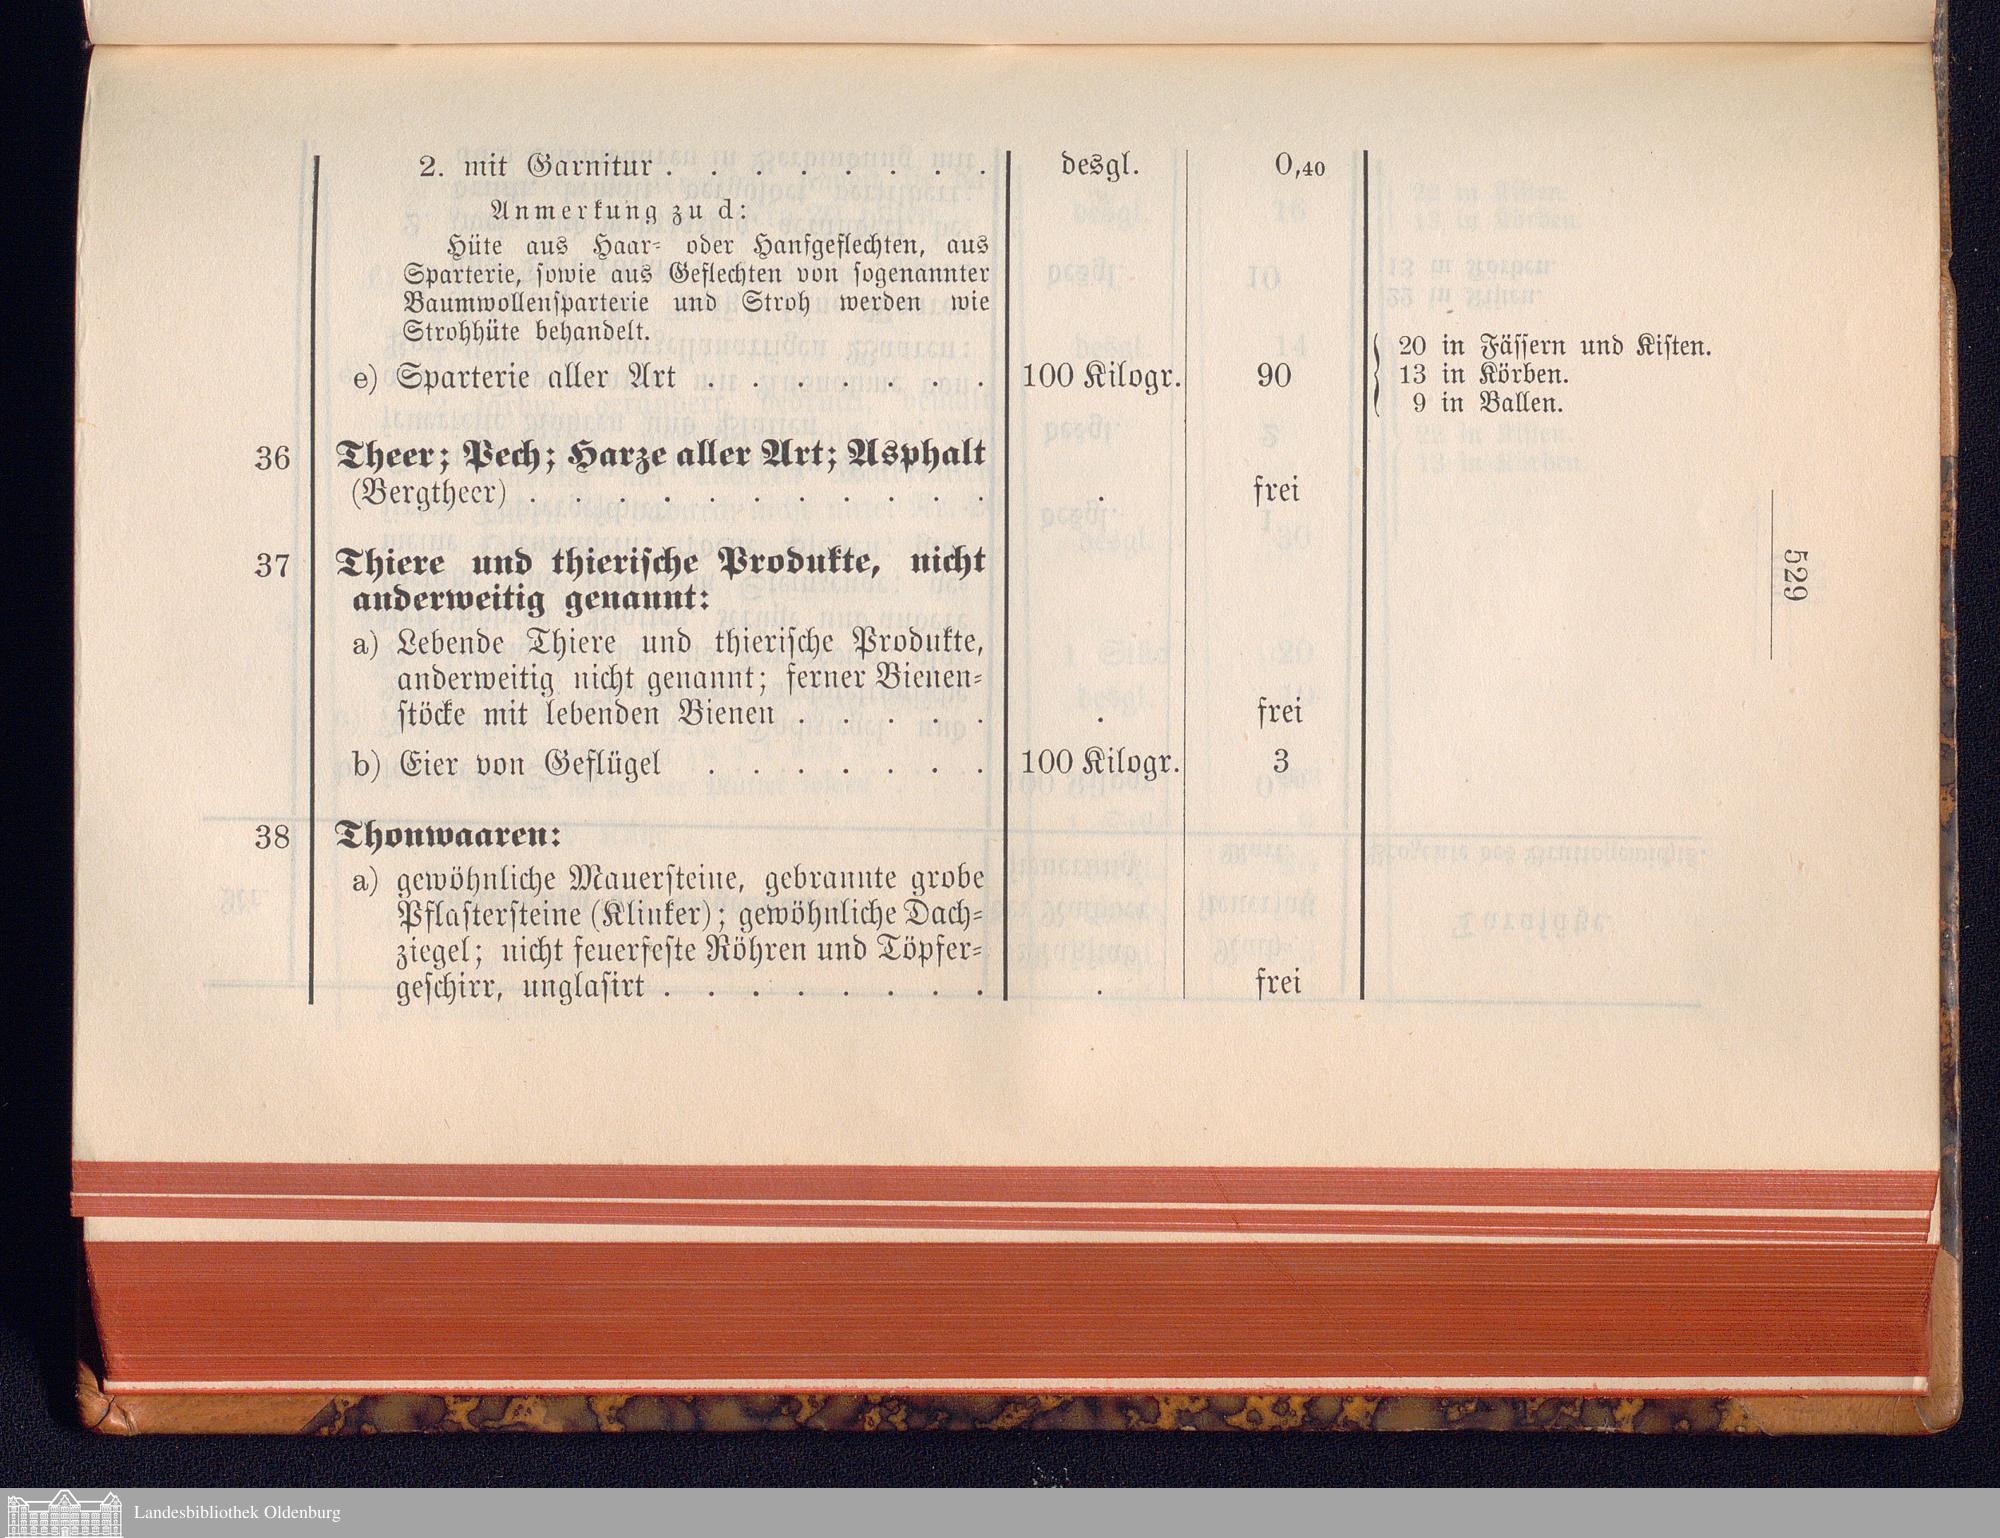 2. mit Garnitur . . . . . . . . desgl. 0,40
Anmerkung zu d:
Hüte aus Haar- oder Hanfgeflechten, aus
Sparterie, sowie aus Geflechten von sogenannter
Baumwollensparterie und Stroh werden wie
Strohhüte behandelt.
e) Sparterie aller Art . . . . . . . 100 Kilogr. 90
20 in Fässern und Kisten.
13 in Körben.
9 in Ballen.
36 Theer; Pech; Harze aller Art; Asphalt
(Bergtheer) . . . . . . . . . . . . frei
37 Thiere und thierische Produkte, nicht
anderweitig genannt:
a) Lebende Thiere und thierische Produkte,
anderweitig nicht genannt; ferner Bienen-
stöcke mit lebenden Bienen . . . . . . frei
b) Eier von Geflügel . . . . . . . 100 Kilogr. 3
38 Thonwaaren:
a) gewöhnliche Mauersteine, gebrannte grobe
Pflastersteine (Klinker); gewöhnliche Dach-
ziegel; nicht feuerfeste Röhren und Töpfer-
geschirr, unglasirt . . . . . . . . . frei
529
Landesbibliothek Oldenburg